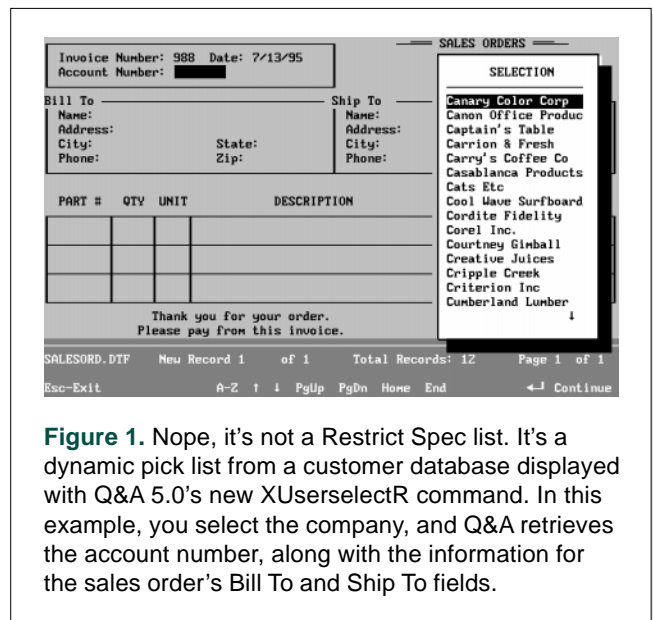 SALES ORDERS
Invoice Number: 988 Date: 7/13/95
Account Number:
SELECTION
Bill To
Name:
Address:
City: State:
Phone: Zip:
Ship To
Name:
Address:
City:
Phone:
Canary Color Corp
Canon Office Produc
Captain's Table
Carrion & Fresh
Carry's Coffee Co
Casablanca Products
Cats Etc
Cool Wave Surfboard
Cordite Fidelity
Corel Inc.
Courtney Gimball
Creative Juices
Cripple Creek
Criterion Inc
Cumberland Lumber
↓
PART # QTY UNIT DESCRIPTION
Thank you for your order.
Please pay from this invoice.
SALESORD.DTF New Record 1 of 1 Total Records: 12 Page 1 of 1
Esc-Exit A-Z ↑ ↓ PgUp PgDn Home End ↵ Continue
Figure 1. Nope, it's not a Restrict Spec list. It's a
dynamic pick list from a customer database displayed
with Q&A 5.0's new XUserselectR command. In this
example, you select the company, and Q&A retrieves
the account number, along with the information for
the sales order's Bill To and Ship To fields.